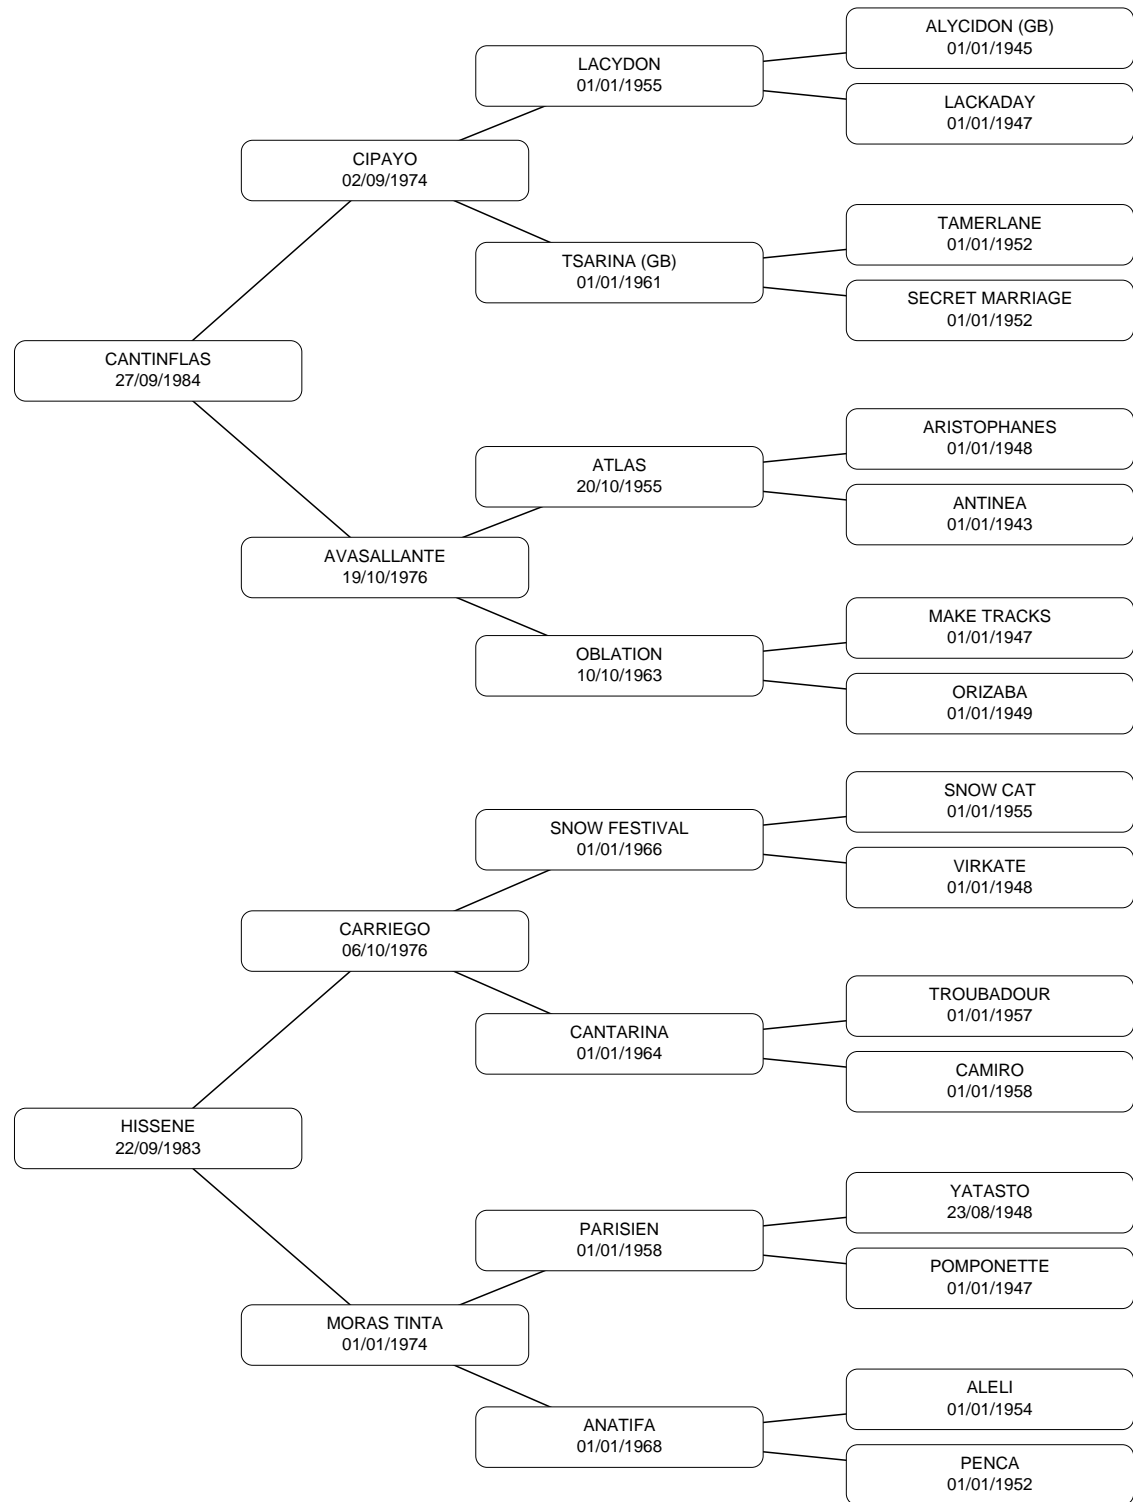 ALYCIDON (GB)
01/01/1945
LACYDON
01/01/1955
LACKADAY
01/01/1947
CIPAYO
02/09/1974
TAMERLANE
01/01/1952
TSARINA (GB)
01/01/1961
SECRET MARRIAGE
01/01/1952
CANTINFLAS
27/09/1984
ARISTOPHANES
01/01/1948
ATLAS
20/10/1955
ANTINEA
01/01/1943
AVASALLANTE
19/10/1976
MAKE TRACKS
01/01/1947
OBLATION
10/10/1963
ORIZABA
01/01/1949
SNOW CAT
01/01/1955
SNOW FESTIVAL
01/01/1966
VIRKATE
01/01/1948
CARRIEGO
06/10/1976
TROUBADOUR
01/01/1957
CANTARINA
01/01/1964
CAMIRO
01/01/1958
HISSENE
22/09/1983
YATASTO
23/08/1948
PARISIEN
01/01/1958
POMPONETTE
01/01/1947
MORAS TINTA
01/01/1974
ALELI
01/01/1954
ANATIFA
01/01/1968
PENCA
01/01/1952